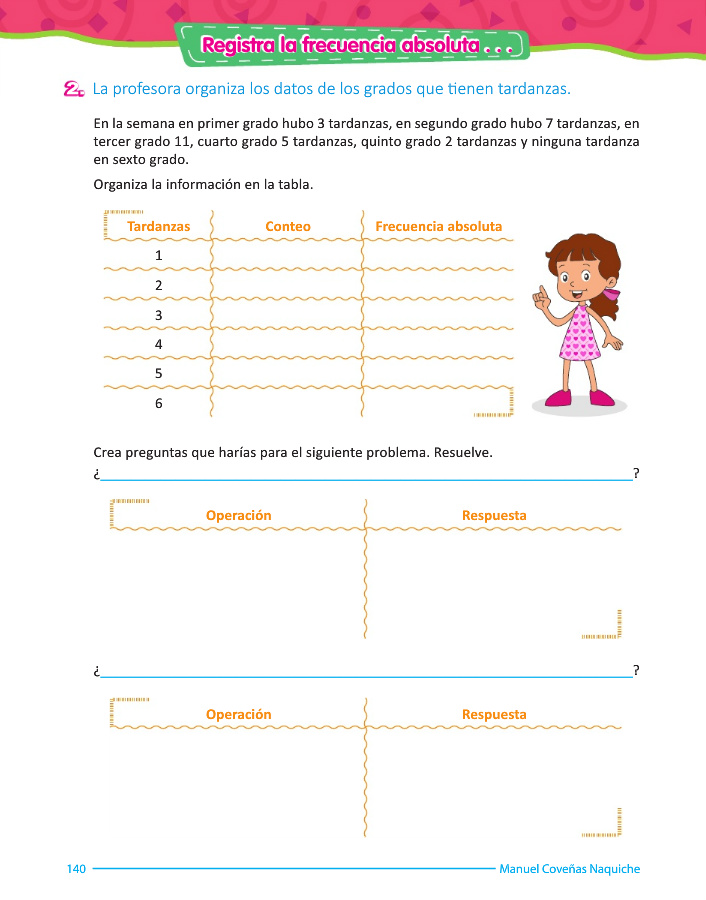 Registra la frecuencia absoluta . . .
2. La profesora organiza los datos de los grados que tienen tardanzas.
En la semana en primer grado hubo 3 tardanzas, en segundo grado hubo 7 tardanzas, en
tercer grado 11, cuarto grado 5 tardanzas, quinto grado 2 tardanzas y ninguna tardanza
en sexto grado.
Organiza la información en la tabla.
Tardanzas Conteo Frecuencia absoluta
1
2
3
4
5
6
Crea preguntas que harías para el siguiente problema. Resuelve.
¿ ?
Operación Respuesta
¿ ?
Operación Respuesta
140 Manuel Coveñas Naquiche